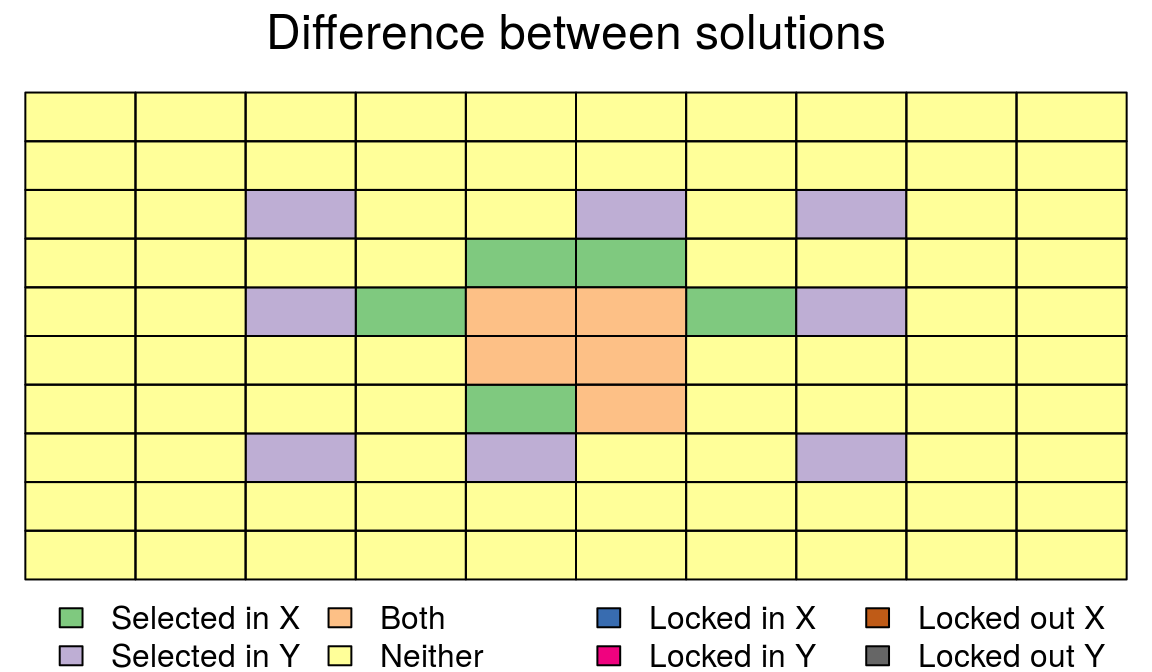 Difference between solutions
Selected in X Both Locked in X Locked out X
Selected in Y Neither Locked in Y Locked out Y